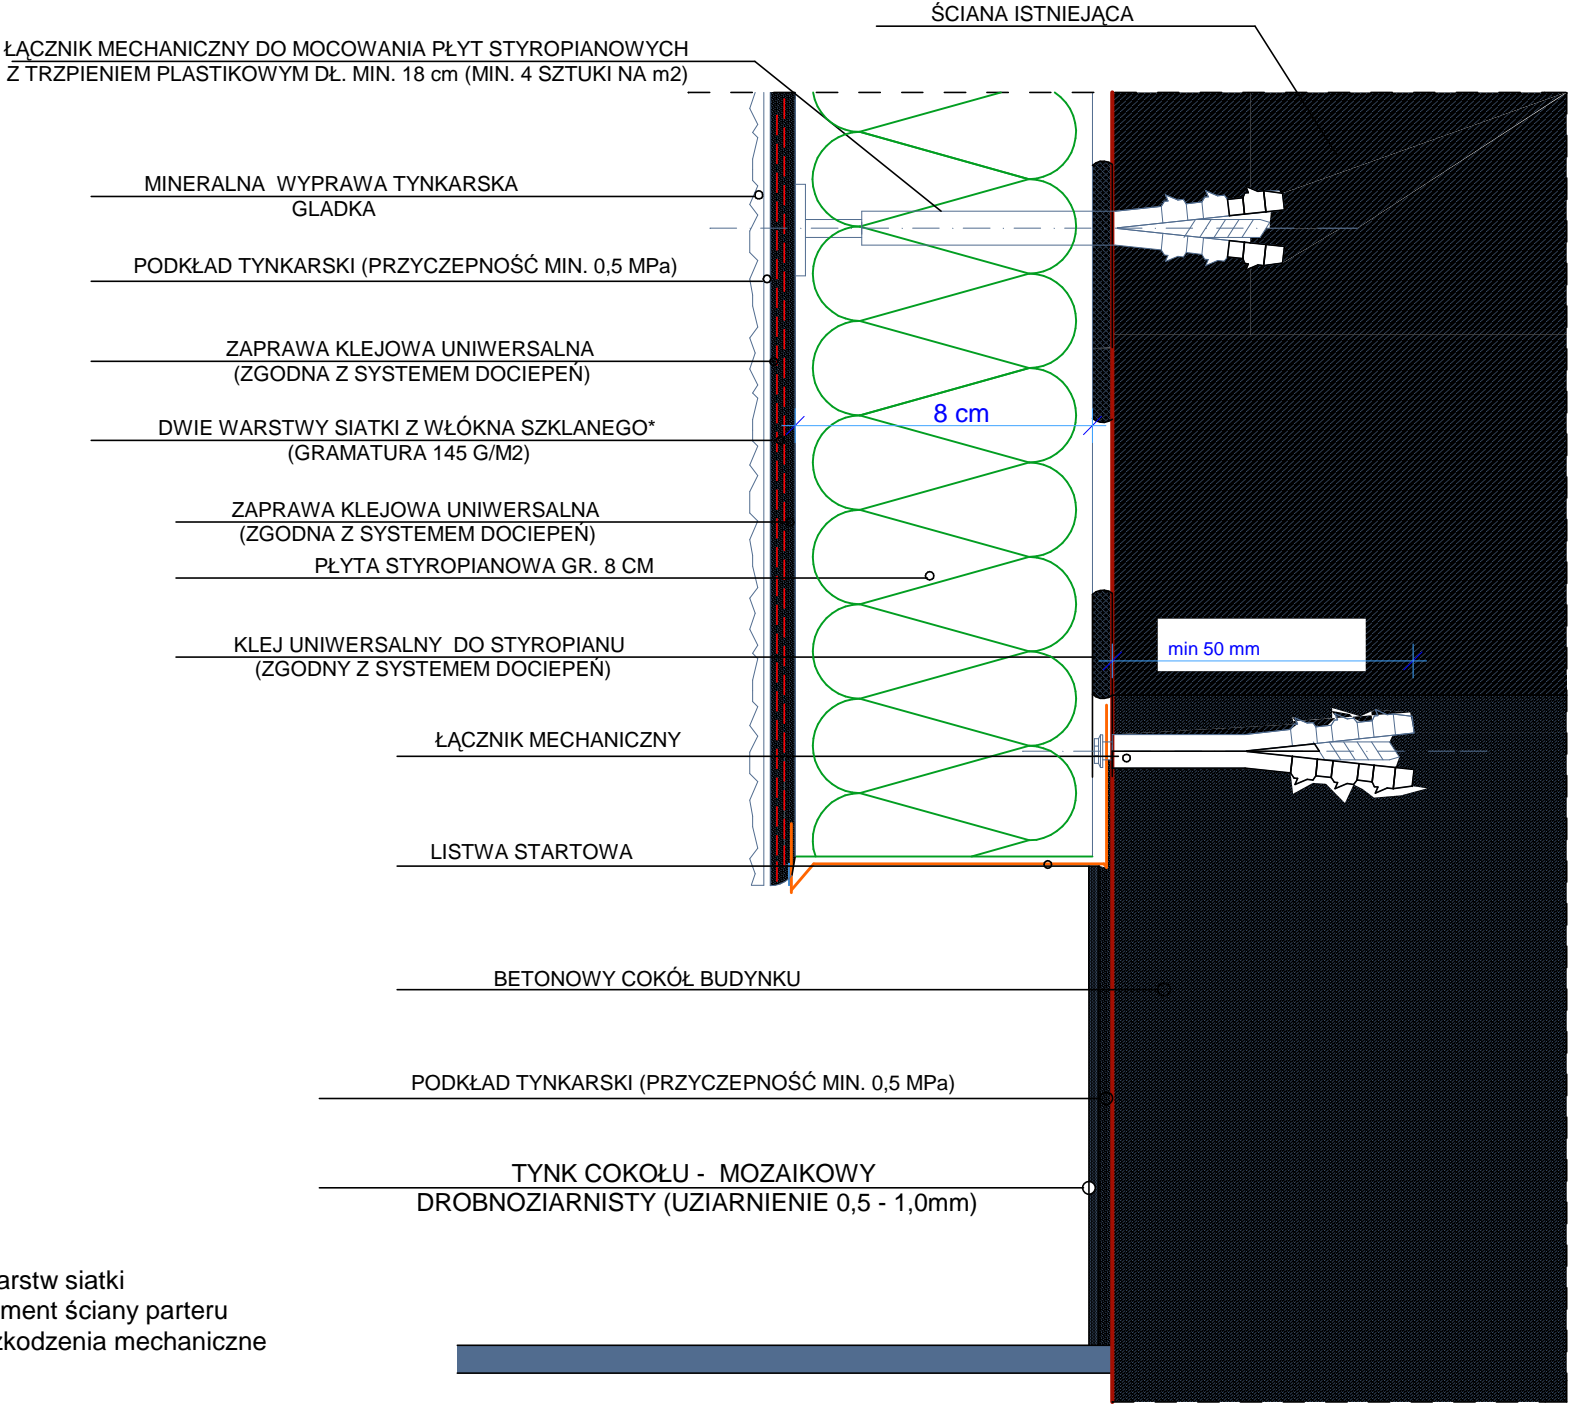 ŚCIANA ISTNIEJĄCA
ŁĄCZNIK MECHANICZNY DO MOCOWANIA PŁYT STYROPIANOWYCH
Z TRZPIENIEM PLASTIKOWYM DŁ. MIN. 18 cm (MIN. 4 SZTUKI NA m2)
MINERALNA WYPRAWA TYNKARSKA
GLADKA
PODKŁAD TYNKARSKI (PRZYCZEPNOŚĆ MIN. 0,5 MPa)
ZAPRAWA KLEJOWA UNIWERSALNA
(ZGODNA Z SYSTEMEM DOCIEPEŃ)
8 cm
DWIE WARSTWY SIATKI Z WŁÓKNA SZKLANEGO*
(GRAMATURA 145 G/M2)
ZAPRAWA KLEJOWA UNIWERSALNA
(ZGODNA Z SYSTEMEM DOCIEPEŃ)
PŁYTA STYROPIANOWA GR. 8 CM
KLEJ UNIWERSALNY DO STYROPIANU
(ZGODNY Z SYSTEMEM DOCIEPEŃ)
min 50 mm
ŁĄCZNIK MECHANICZNY
LISTWA STARTOWA
BETONOWY COKÓŁ BUDYNKU
PODKŁAD TYNKARSKI (PRZYCZEPNOŚĆ MIN. 0,5 MPa)
TYNK COKOŁU - MOZAIKOWY
DROBNOZIARNISTY (UZIARNIENIE 0,5 - 1,0mm)
arstw siatki
ment ściany parteru
zkodzenia mechaniczne